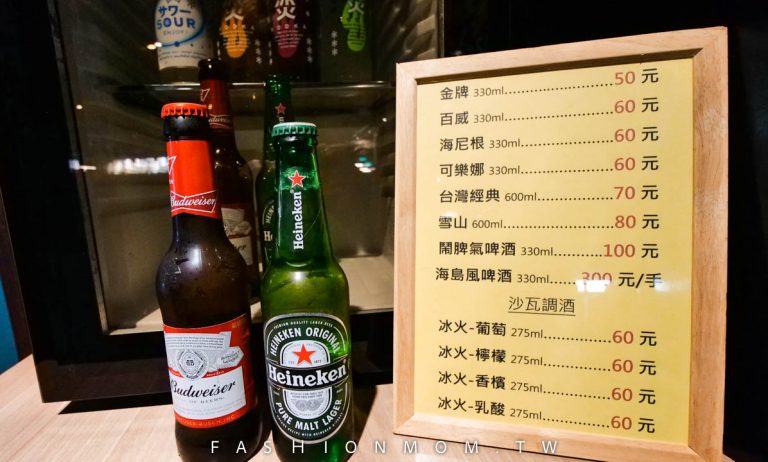 サワー
SOUR
ENJOY!
冰火
冰火
Budweiser
Heineken
Budweiser
HEINEKEN ORIGINAL
Heineken
PURE MALT LAGER
金牌 330ml............................50 元
百威 330ml............................60 元
海尼根 330ml........................60 元
可樂娜 330ml........................60 元
台灣經典 600ml....................70 元
雪山 600ml............................80 元
鬧脾氣啤酒 330ml............100 元
海島風啤酒 330ml......300 元/手
沙瓦調酒
冰火-葡萄 275ml..............60 元
冰火-檸檬 275ml..............60 元
冰火-香檳 275ml..............60 元
冰火-乳酸 275ml..............60 元
FASHIONMOM.TW